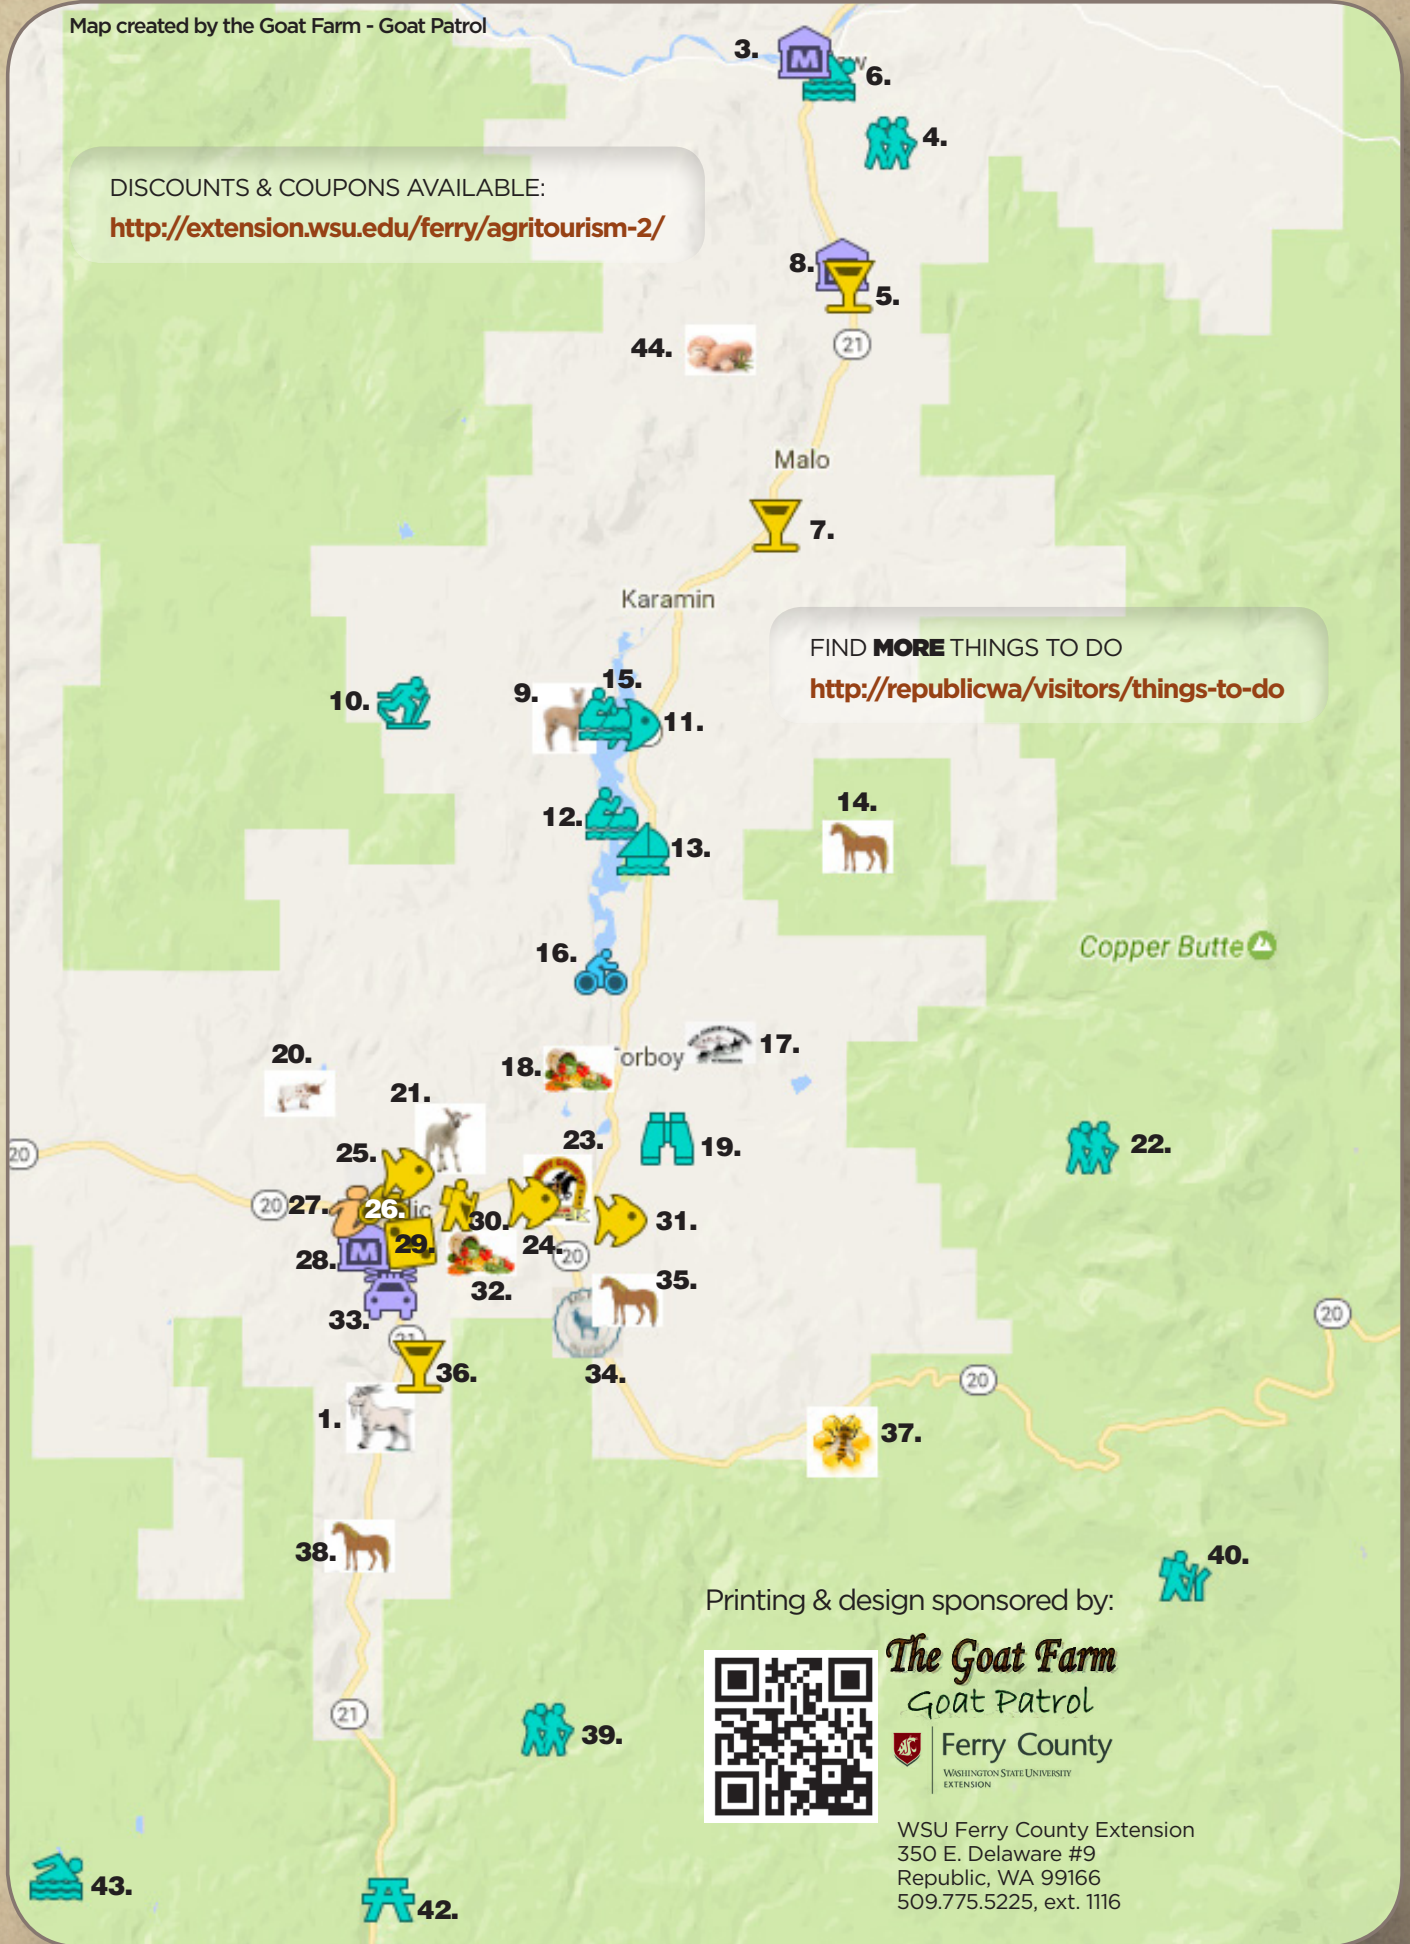 Map created by the Goat Farm - Goat Patrol
3.
6.
4.
DISCOUNTS & COUPONS AVAILABLE:
http://extension.wsu.edu/ferry/agritourism-2/
8.
5.
44.
21
Malo
7.
Karamin
FIND MORE THINGS TO DO
http://republicwa/visitors/things-to-do
10.
9.
15.
11.
14.
12.
13.
16.
Copper Butte
20.
18.
orboy
17.
21.
25.
23.
19.
22.
20
20
27.
26.
lic
30.
31.
28.
29.
24.
20
32.
35.
33.
21
20
36.
34.
20
1.
37.
38.
40.
Printing & design sponsored by:
The Goat Farm
Goat Patrol
21
39.
Ferry County
WASHINGTON STATE UNIVERSITY
EXTENSION
WSU Ferry County Extension
350 E. Delaware #9
Republic, WA 99166
509.775.5225, ext. 1116
43.
42.